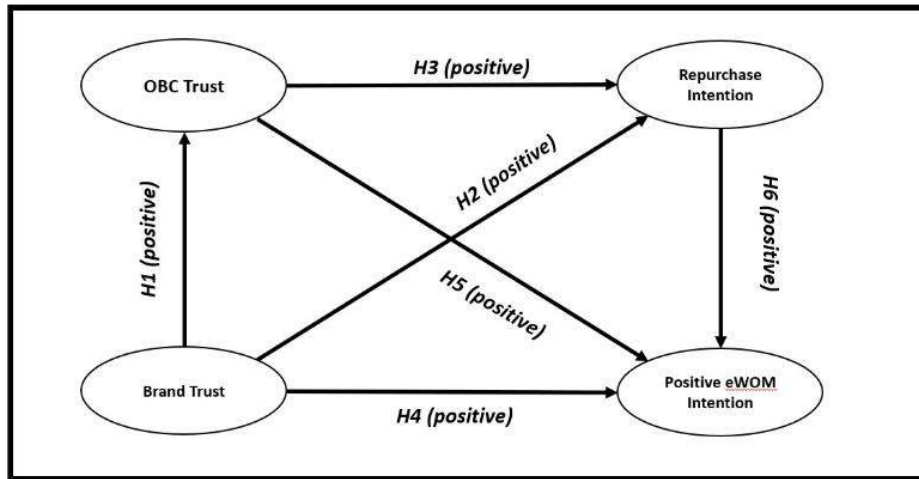 H3 (positive)
OBC Trust
Repurchase
Intention
H2 (positive)
H1 (positive)
H6 (positive)
H5 (positive)
Brand Trust
Positive eWOM
Intention
H4 (positive)